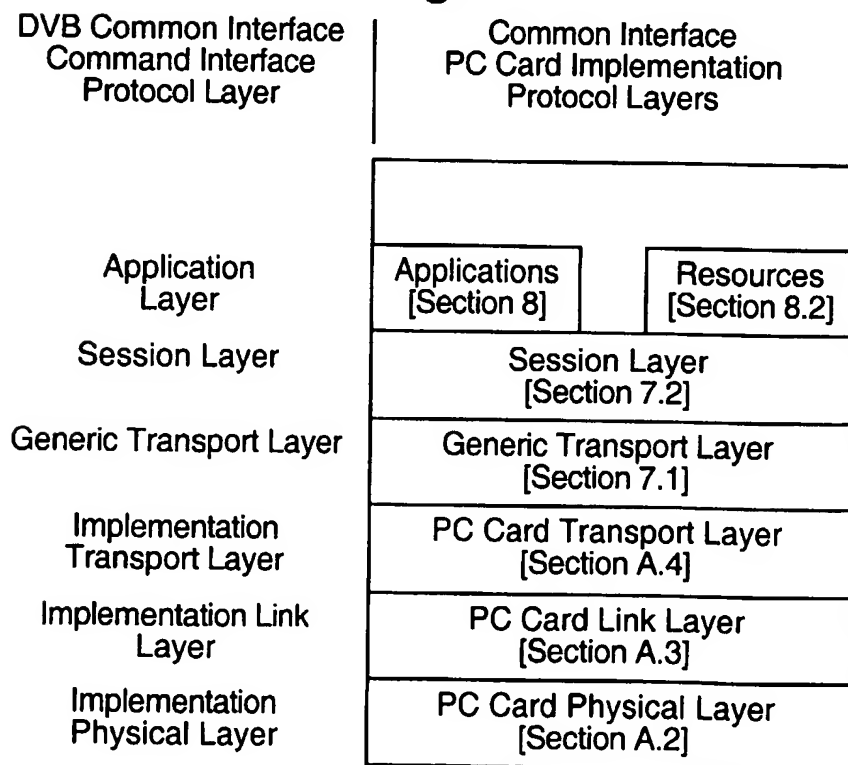 DVB Common Interface
Command Interface
Protocol Layer
Common Interface
PC Card Implementation
Protocol Layers
Application
Layer
Applications
[Section 8]
Resources
[Section 8.2]
Session Layer
Session Layer
[Section 7.2]
Generic Transport Layer
Generic Transport Layer
[Section 7.1]
Implementation
Transport Layer
PC Card Transport Layer
[Section A.4]
Implementation Link
Layer
PC Card Link Layer
[Section A.3]
Implementation
Physical Layer
PC Card Physical Layer
[Section A.2]